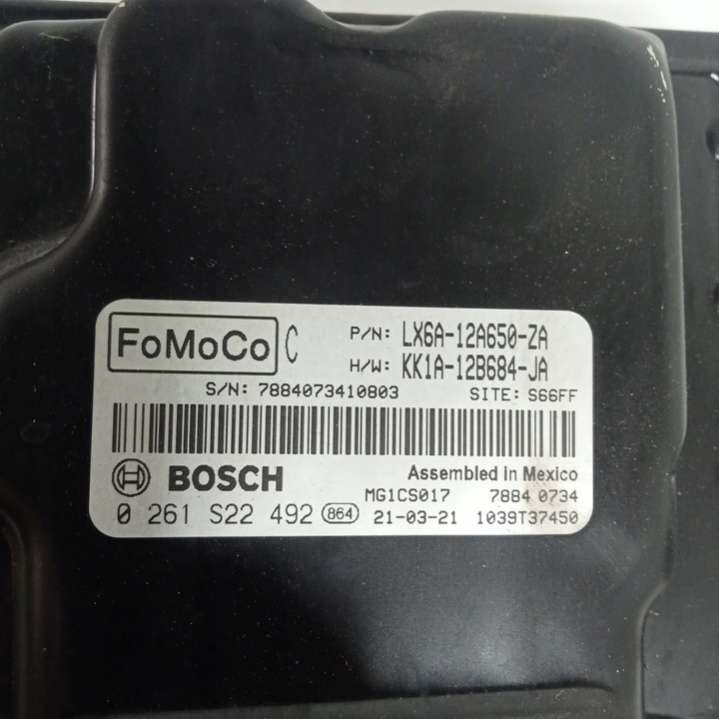 FoMoCo C P/N: LX6A-12A650-ZA
H/W: KK1A-12B684-JA
S/N: 7884073410803 SITE: S66FF
BOSCH Assembled in Mexico
MG1CS017 7884 0734
0 261 S22 492 864 21-03-21 1039T37450